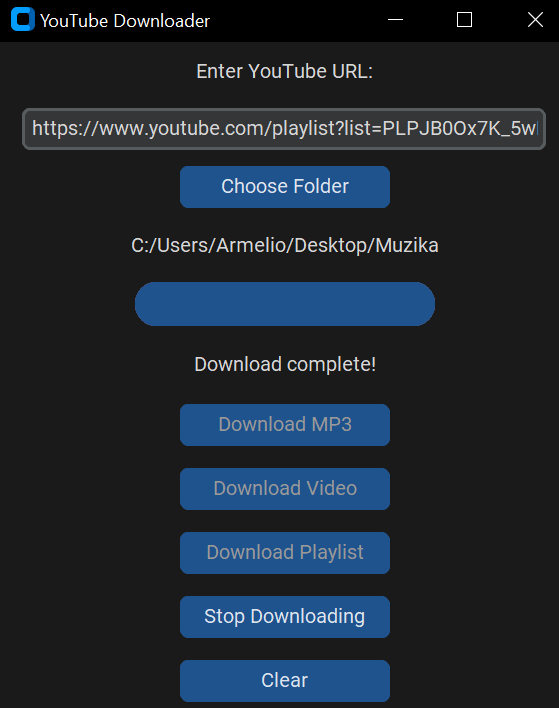 YouTube Downloader
Enter YouTube URL:
https://www.youtube.com/playlist?list=PLPJB0Ox7K_5w
Choose Folder
C:/Users/Armelio/Desktop/Muzika
Download complete!
Download MP3
Download Video
Download Playlist
Stop Downloading
Clear